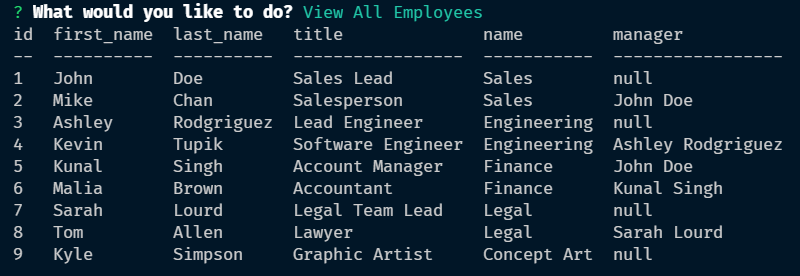 ? What would you like to do? View All Employees
id  first_name  last_name   title              name         manager
--  ----------  ----------  -----------------  -----------  -----------------
1   John        Doe         Sales Lead         Sales        null
2   Mike        Chan        Salesperson        Sales        John Doe
3   Ashley      Rodgriguez  Lead Engineer      Engineering  null
4   Kevin       Tupik       Software Engineer  Engineering  Ashley Rodgriguez
5   Kunal       Singh       Account Manager    Finance      John Doe
6   Malia       Brown       Accountant         Finance      Kunal Singh
7   Sarah       Lourd       Legal Team Lead    Legal        null
8   Tom         Allen       Lawyer             Legal        Sarah Lourd
9   Kyle        Simpson     Graphic Artist     Concept Art  null